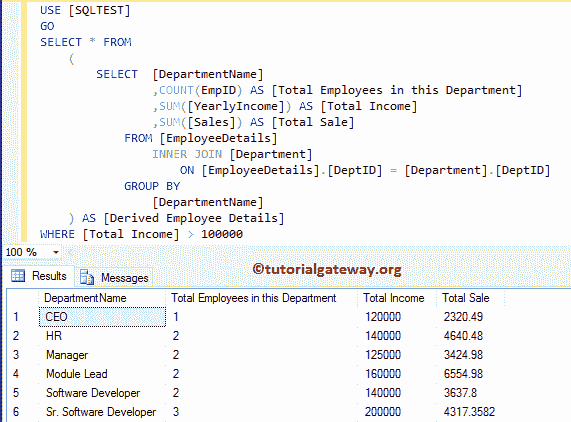 USE [SQLTEST]
GO
SELECT * FROM
(
SELECT [DepartmentName]
,COUNT(EmpID) AS [Total Employees in this Department]
,SUM([YearlyIncome]) AS [Total Income]
,SUM([Sales]) AS [Total Sale]
FROM [EmployeeDetails]
INNER JOIN [Department]
ON [EmployeeDetails].[DeptID] = [Department].[DeptID]
GROUP BY
[DepartmentName]
) AS [Derived Employee Details]
WHERE [Total Income] > 100000
100 %
©tutorialgateway.org
Results Messages
DepartmentName Total Employees in this Department Total Income Total Sale
1 CEO 1 120000 2320.49
2 HR 2 140000 4640.48
3 Manager 2 125000 3424.98
4 Module Lead 2 160000 6554.98
5 Software Developer 2 140000 3637.8
6 Sr. Software Developer 3 200000 4317.3582